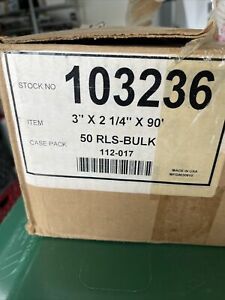 STOCK NO 103236
ITEM 3" X 2 1/4" X 90'
CASE PACK 50 RLS-BULK
112-017
MADE IN USA